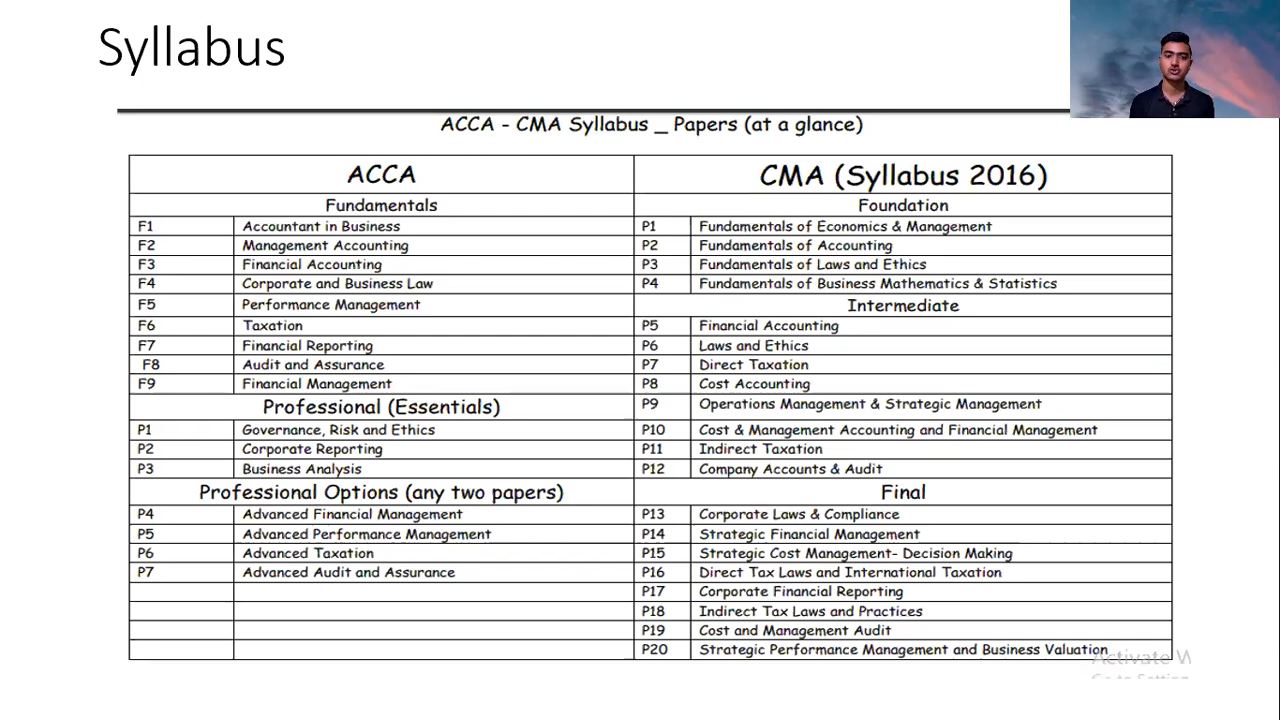 Syllabus
ACCA - CMA Syllabus _ Papers (at a glance)
ACCA CMA (Syllabus 2016)
Fundamentals Foundation
F1 Accountant in Business P1 Fundamentals of Economics & Management
F2 Management Accounting P2 Fundamentals of Accounting
F3 Financial Accounting P3 Fundamentals of Laws and Ethics
F4 Corporate and Business Law P4 Fundamentals of Business Mathematics & Statistics
F5 Performance Management Intermediate
F6 Taxation P5 Financial Accounting
F7 Financial Reporting P6 Laws and Ethics
F8 Audit and Assurance P7 Direct Taxation
F9 Financial Management P8 Cost Accounting
Professional (Essentials) P9 Operations Management & Strategic Management
P1 Governance, Risk and Ethics P10 Cost & Management Accounting and Financial Management
P2 Corporate Reporting P11 Indirect Taxation
P3 Business Analysis P12 Company Accounts & Audit
Professional Options (any two papers) Final
P4 Advanced Financial Management P13 Corporate Laws & Compliance
P5 Advanced Performance Management P14 Strategic Financial Management
P6 Advanced Taxation P15 Strategic Cost Management- Decision Making
P7 Advanced Audit and Assurance P16 Direct Tax Laws and International Taxation
P17 Corporate Financial Reporting
P18 Indirect Tax Laws and Practices
P19 Cost and Management Audit
P20 Strategic Performance Management and Business Valuation
Activate W